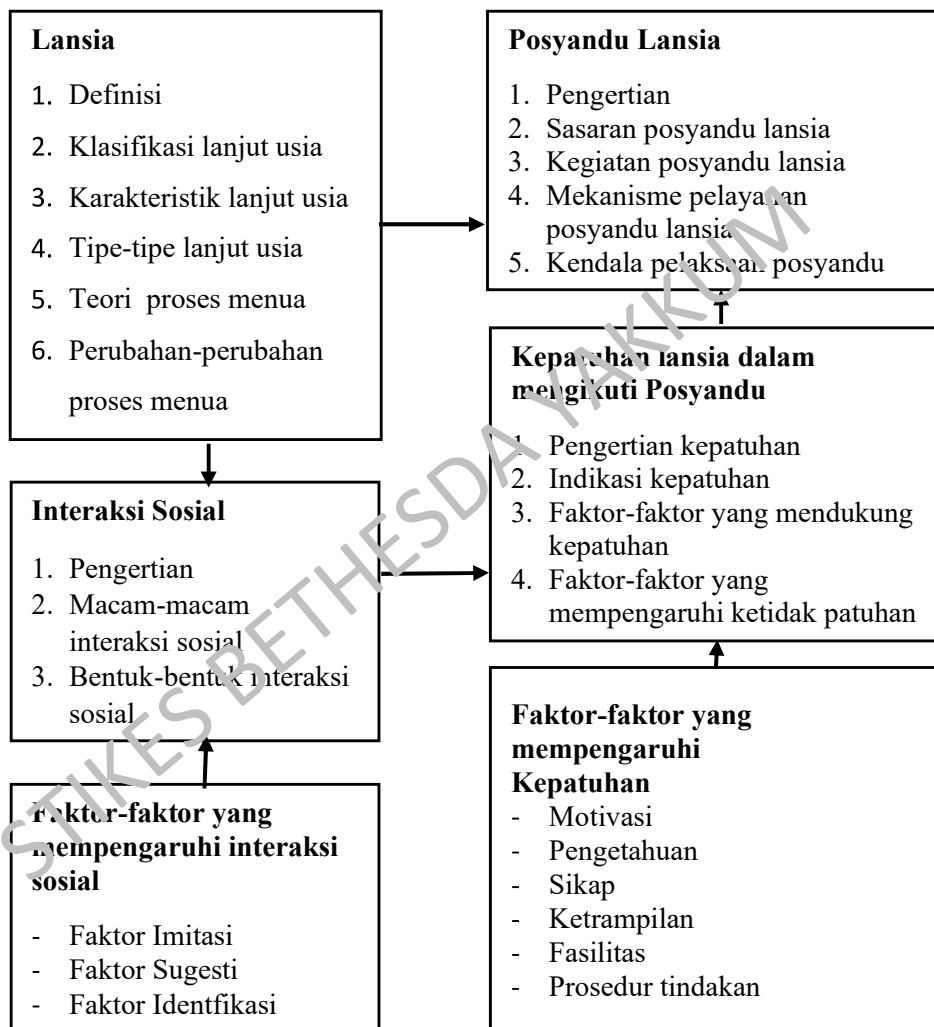 Lansia
1. Definisi
2. Klasifikasi lanjut usia
3. Karakteristik lanjut usia
4. Tipe-tipe lanjut usia
5. Teori proses menua
6. Perubahan-perubahan
proses menua
Posyandu Lansia
1. Pengertian
2. Sasaran posyandu lansia
3. Kegiatan posyandu lansia
4. Mekanisme pelayanan
posyandu lansia
5. Kendala pelaksaan posyandu
Interaksi Sosial
1. Pengertian
2. Macam-macam
interaksi sosial
3. Bentuk-bentuk interaksi
sosial
Kepatuhan lansia dalam
mengikuti Posyandu
1. Pengertian kepatuhan
2. Indikasi kepatuhan
3. Faktor-faktor yang mendukung
kepatuhan
4. Faktor-faktor yang
mempengaruhi ketidak patuhan
Faktor-faktor yang
mempengaruhi interaksi
sosial
- Faktor Imitasi
- Faktor Sugesti
- Faktor Identfikasi
Faktor-faktor yang
mempengaruhi
Kepatuhan
- Motivasi
- Pengetahuan
- Sikap
- Ketrampilan
- Fasilitas
- Prosedur tindakan
STIKES BETHESDA YAKKUM